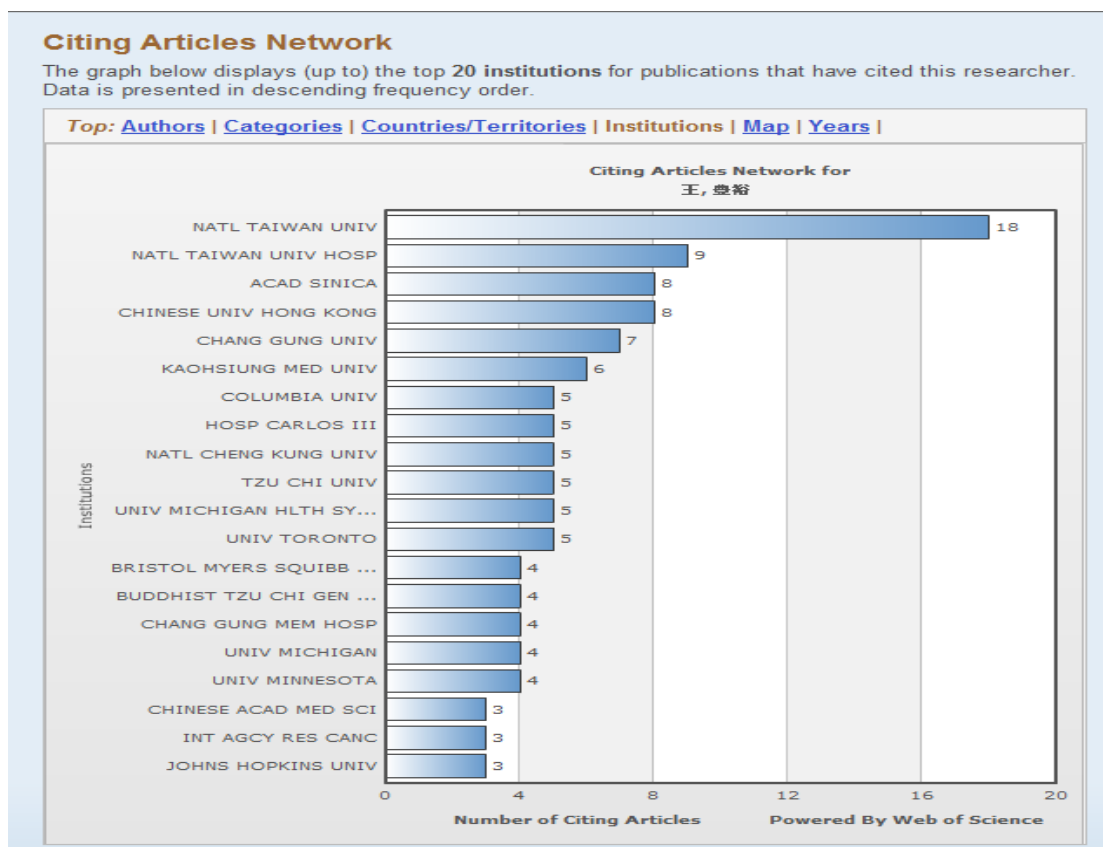 Citing Articles Network
The graph below displays (up to) the top 20 institutions for publications that have cited this researcher.
Data is presented in descending frequency order.
Top: Authors | Categories | Countries/Territories | Institutions | Map | Years |
Citing Articles Network for
王, 豊裕
NATL TAIWAN UNIV 18
NATL TAIWAN UNIV HOSP 9
ACAD SINICA 8
CHINESE UNIV HONG KONG 8
CHANG GUNG UNIV 7
KAOHSIUNG MED UNIV 6
COLUMBIA UNIV 5
HOSP CARLOS III 5
NATL CHENG KUNG UNIV 5
TZU CHI UNIV 5
UNIV MICHIGAN HLTH SY... 5
UNIV TORONTO 5
BRISTOL MYERS SQUIBB ... 4
BUDDHIST TZU CHI GEN ... 4
CHANG GUNG MEM HOSP 4
UNIV MICHIGAN 4
UNIV MINNESOTA 4
CHINESE ACAD MED SCI 3
INT AGCY RES CANC 3
JOHNS HOPKINS UNIV 3
Institutions
0 4 8 12 16 20
Number of Citing Articles Powered By Web of Science